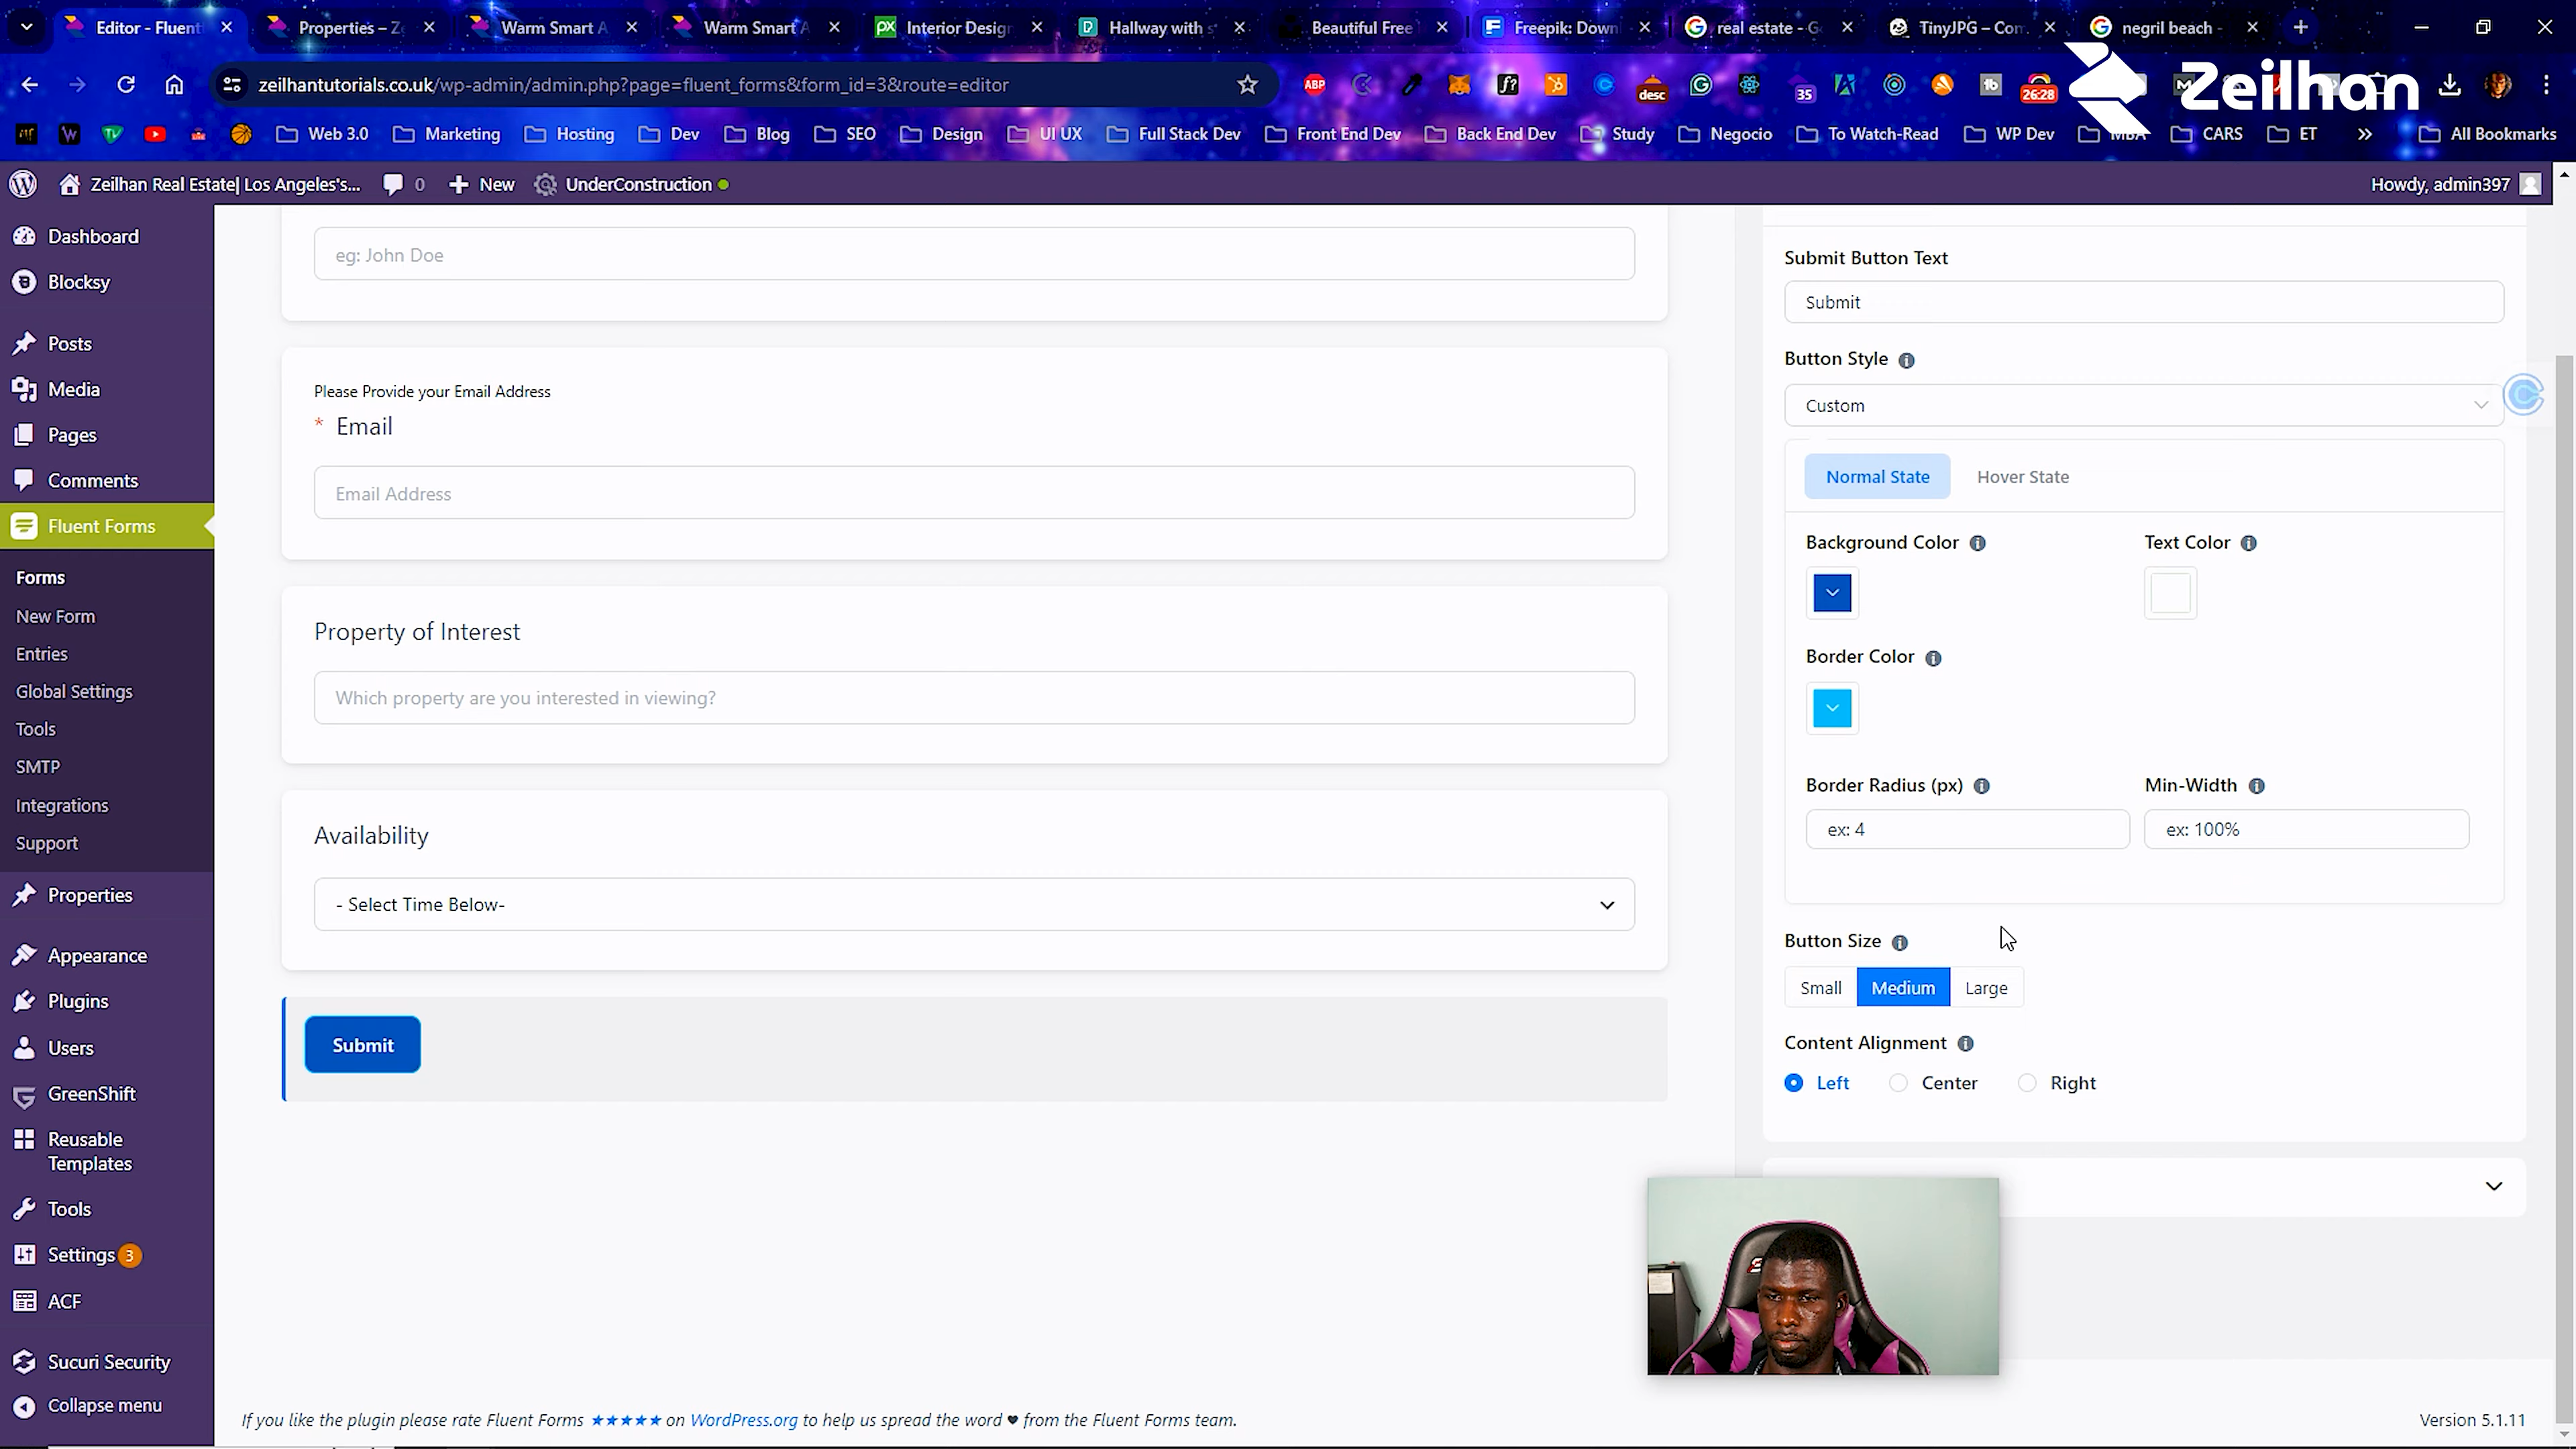 Editor - Fluent
Properties – Z
Warm Smart A
Warm Smart A
Interior Design
Hallway with s
Beautiful Free
Freepik: Down
real estate - G
TinyJPG – Com
negril beach -
zeilhantutorials.co.uk/wp-admin/admin.php?page=fluent_forms&form_id=3&route=editor
ABP
f?
desc
35
26:28
Zeilhan
Web 3.0
Marketing
Hosting
Dev
Blog
SEO
Design
UI UX
Full Stack Dev
Front End Dev
Back End Dev
Study
Negocio
To Watch-Read
WP Dev
MBA
CARS
ET
All Bookmarks
Zeilhan Real Estate| Los Angeles's...
0
New
UnderConstruction
Howdy, admin397
Dashboard
Blocksy
Posts
Media
Pages
Comments
Fluent Forms
Forms
New Form
Entries
Global Settings
Tools
SMTP
Integrations
Support
Properties
Appearance
Plugins
Users
GreenShift
Reusable
Templates
Tools
Settings 3
ACF
Sucuri Security
Collapse menu
eg: John Doe
Please Provide your Email Address
* Email
Email Address
Property of Interest
Which property are you interested in viewing?
Availability
- Select Time Below-
Submit
Submit Button Text
Submit
Button Style
Custom
Normal State
Hover State
Background Color
Text Color
Border Color
Border Radius (px)
Min-Width
ex: 4
ex: 100%
Button Size
Small
Medium
Large
Content Alignment
Left
Center
Right
If you like the plugin please rate Fluent Forms ★★★★★ on WordPress.org to help us spread the word ♥ from the Fluent Forms team.
Version 5.1.11